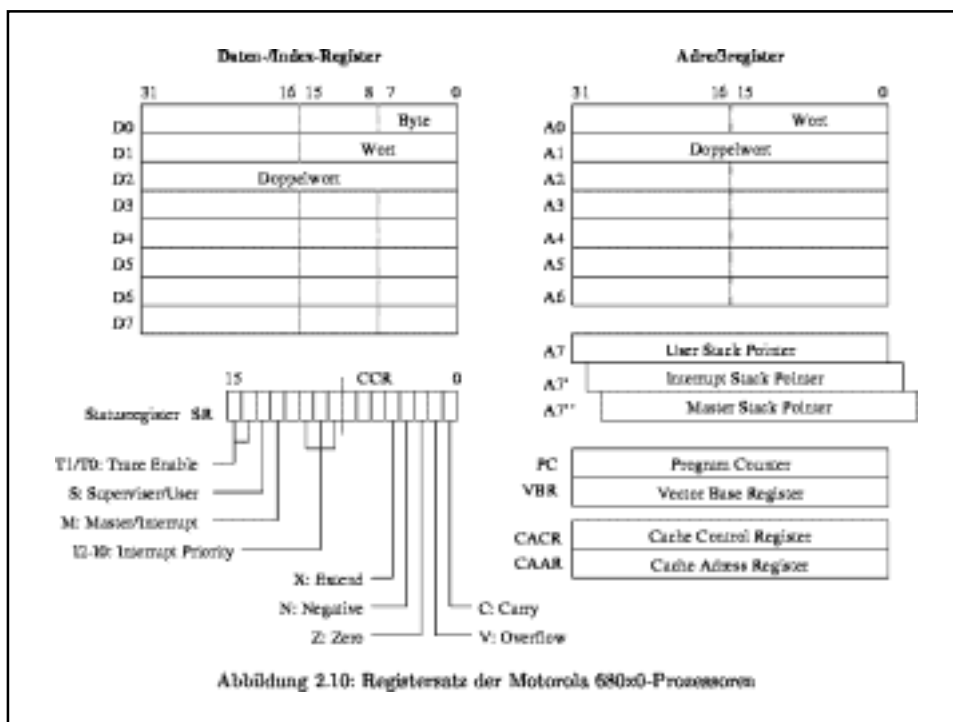 Daten-/Index-Register
31 16 15 8 7 0
D0 Byte
D1 Wort
D2 Doppelwort
D3
D4
D5
D6
D7
Adreßregister
31 16 15 0
A0 Wort
A1 Doppelwort
A2
A3
A4
A5
A6
A7 User Stack Pointer
A7' Interrupt Stack Pointer
A7'' Master Stack Pointer
15 CCR 0
Statusregister SR
T1/T0: Trace Enable
S: Supervisor/User
M: Master/Interrupt
I2-I0: Interrupt Priority
X: Extend
N: Negative
Z: Zero
C: Carry
V: Overflow
PC Program Counter
VBR Vector Base Register
CACR Cache Control Register
CAAR Cache Adress Register
Abbildung 2.10: Registersatz der Motorola 680x0-Prozessoren